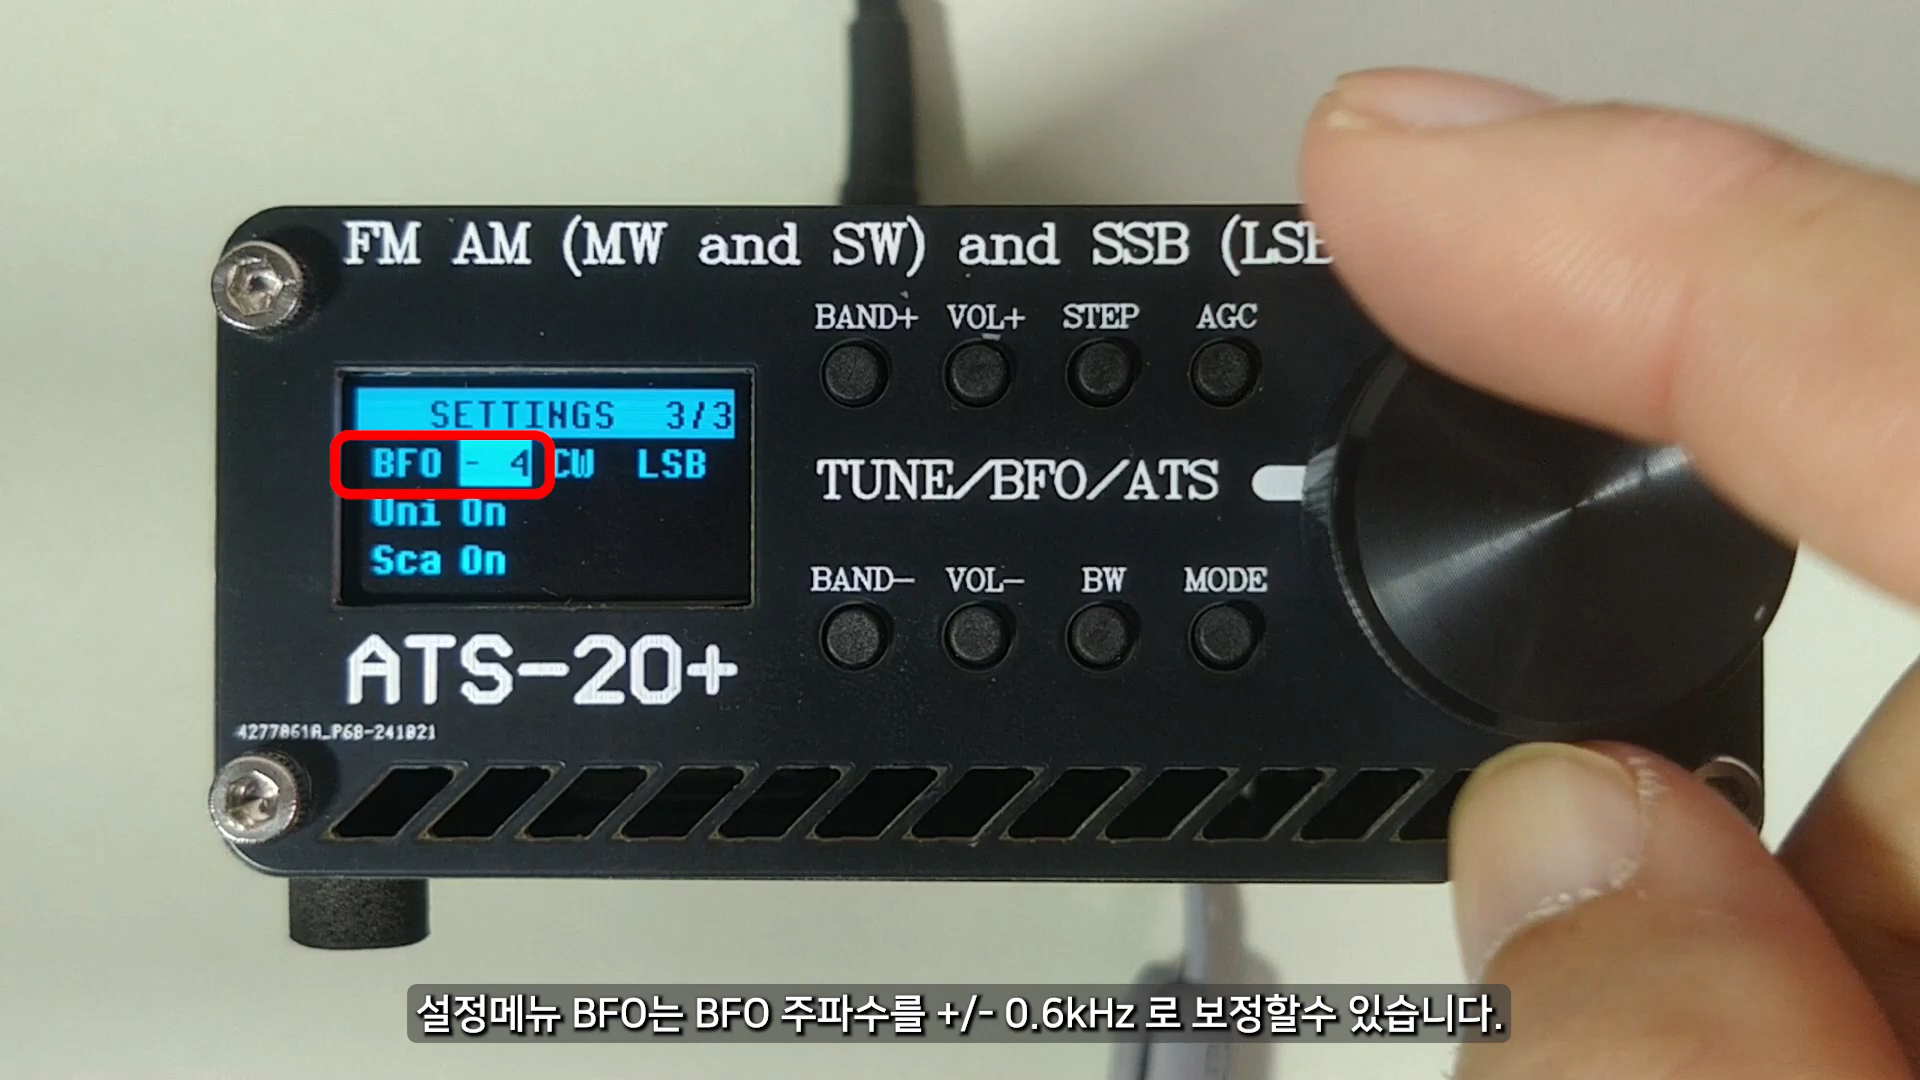 FM AM (MW and SW) and SSB (LSB
BAND+ VOL+ STEP AGC
SETTINGS 3/3
BFO - 4 CW LSB
Uni On
Sca On
TUNE/BFO/ATS
BAND- VOL- BW MODE
ATS-20+
4277061A_P68-241021
설정메뉴 BFO는 BFO 주파수를 +/- 0.6kHz 로 보정할수 있습니다.